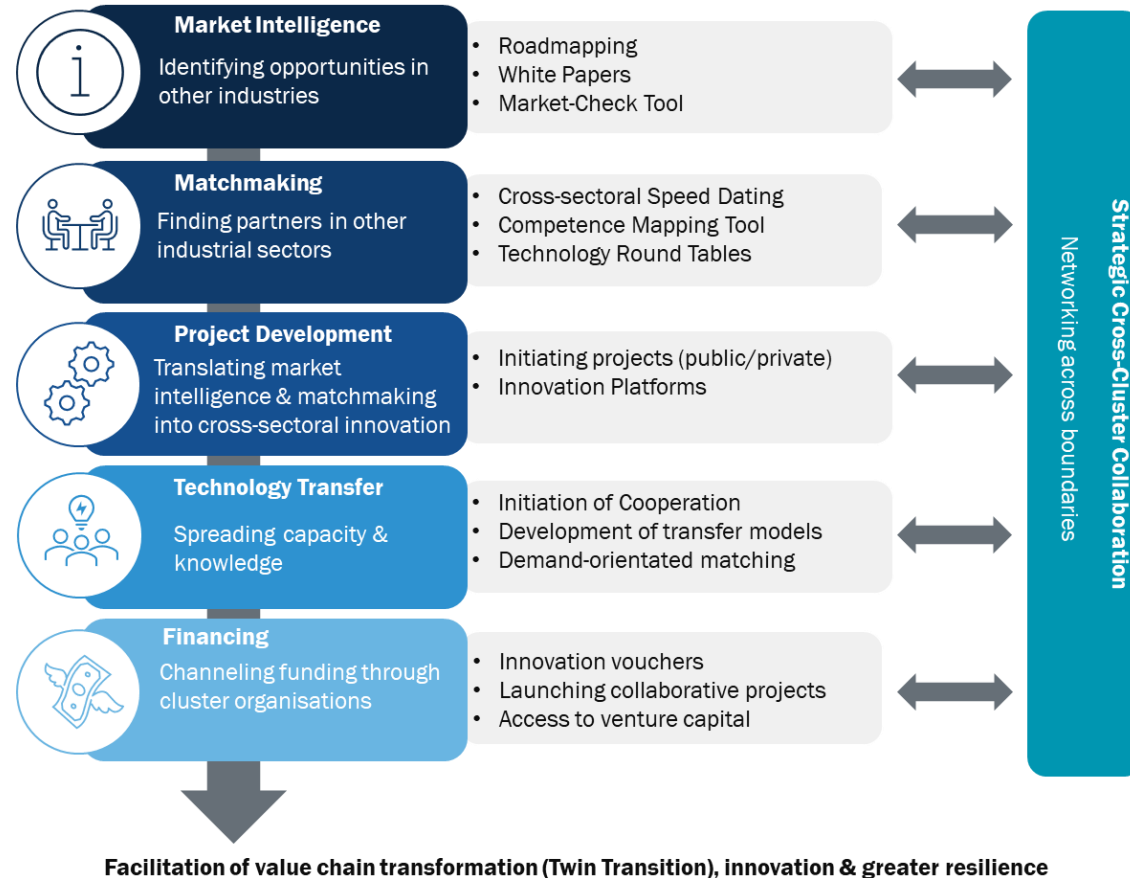 Market Intelligence
Identifying opportunities in
other industries
• Roadmapping
• White Papers
• Market-Check Tool
Matchmaking
Finding partners in other
industrial sectors
• Cross-sectoral Speed Dating
• Competence Mapping Tool
• Technology Round Tables
Project Development
Translating market
intelligence & matchmaking
into cross-sectoral innovation
• Initiating projects (public/private)
• Innovation Platforms
Technology Transfer
Spreading capacity &
knowledge
• Initiation of Cooperation
• Development of transfer models
• Demand-orientated matching
Financing
Channeling funding through
cluster organisations
• Innovation vouchers
• Launching collaborative projects
• Access to venture capital
Strategic Cross-Cluster Collaboration
Networking across boundaries
Facilitation of value chain transformation (Twin Transition), innovation & greater resilience